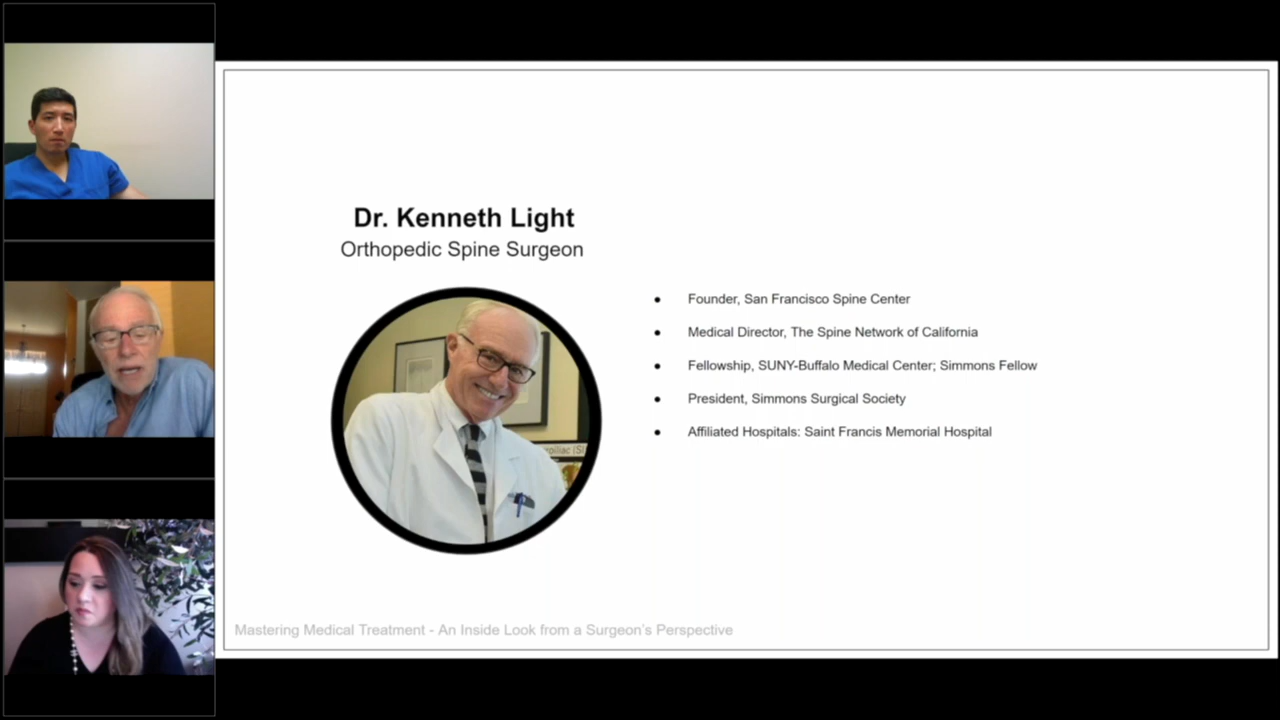 Dr. Kenneth Light
Orthopedic Spine Surgeon
● Founder, San Francisco Spine Center
● Medical Director, The Spine Network of California
● Fellowship, SUNY-Buffalo Medical Center; Simmons Fellow
● President, Simmons Surgical Society
● Affiliated Hospitals: Saint Francis Memorial Hospital
Mastering Medical Treatment - An Inside Look from a Surgeon's Perspective